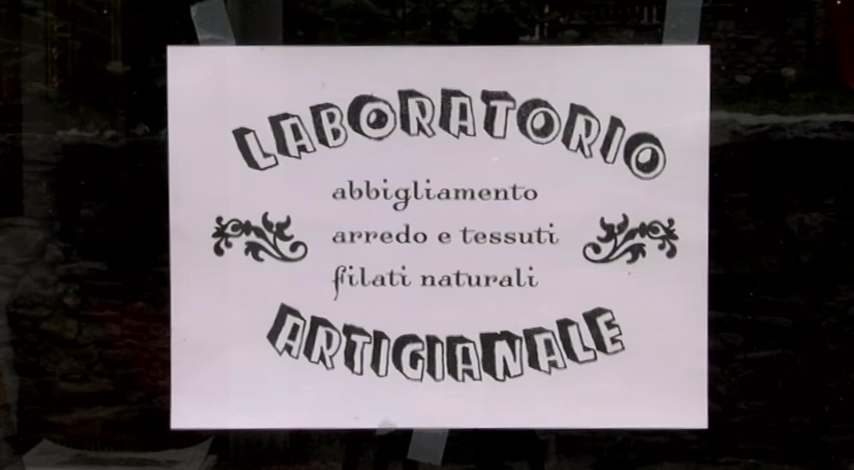 LABORATORIO
abbigliamento
arredo e tessuti
filati naturali
ARTIGIANALE